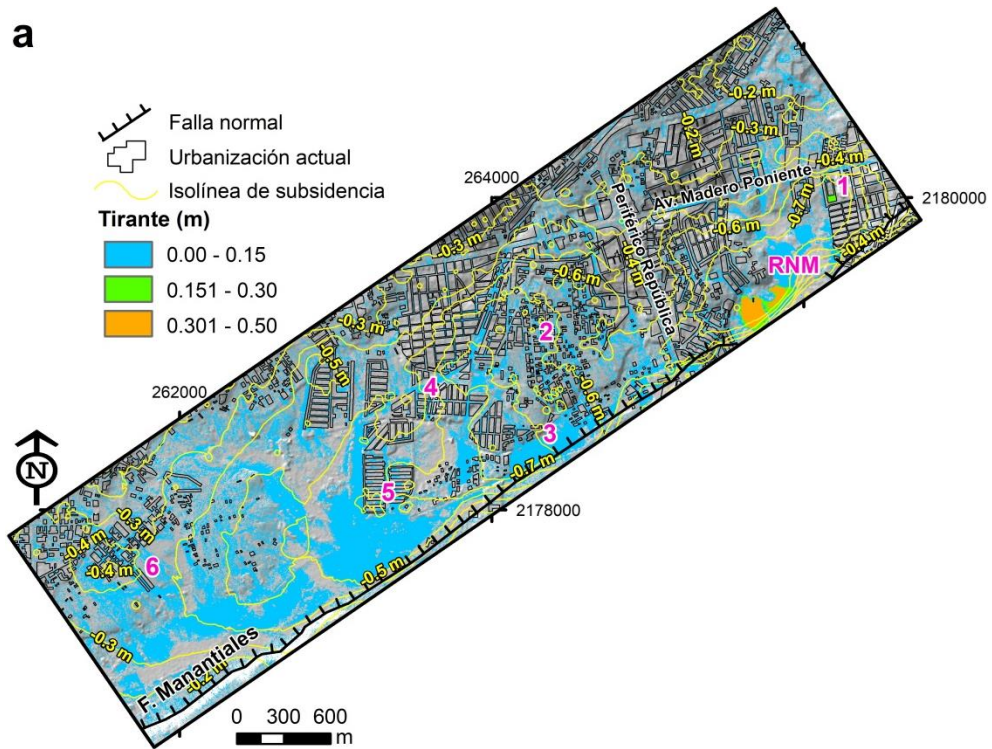 a
Falla normal
Urbanización actual
Isolínea de subsidencia
Tirante (m)
0.00 - 0.15
0.151 - 0.30
0.301 - 0.50
264000
2180000
262000
2178000
-0.2 m
-0.3 m
-0.2 m
-0.4 m
1
Av. Madero Poniente
Periférico República
-0.7 m
-0.6 m
-0.4 m
RNM
-0.3 m
-0.6 m
2
-0.3 m
-0.5 m
4
-0.6 m
3
-0.7 m
5
-0.5 m
-0.3 m
-0.4 m
-0.4 m
6
-0.3 m
-0.2 m
F. Manantiales
N
0 300 600
m